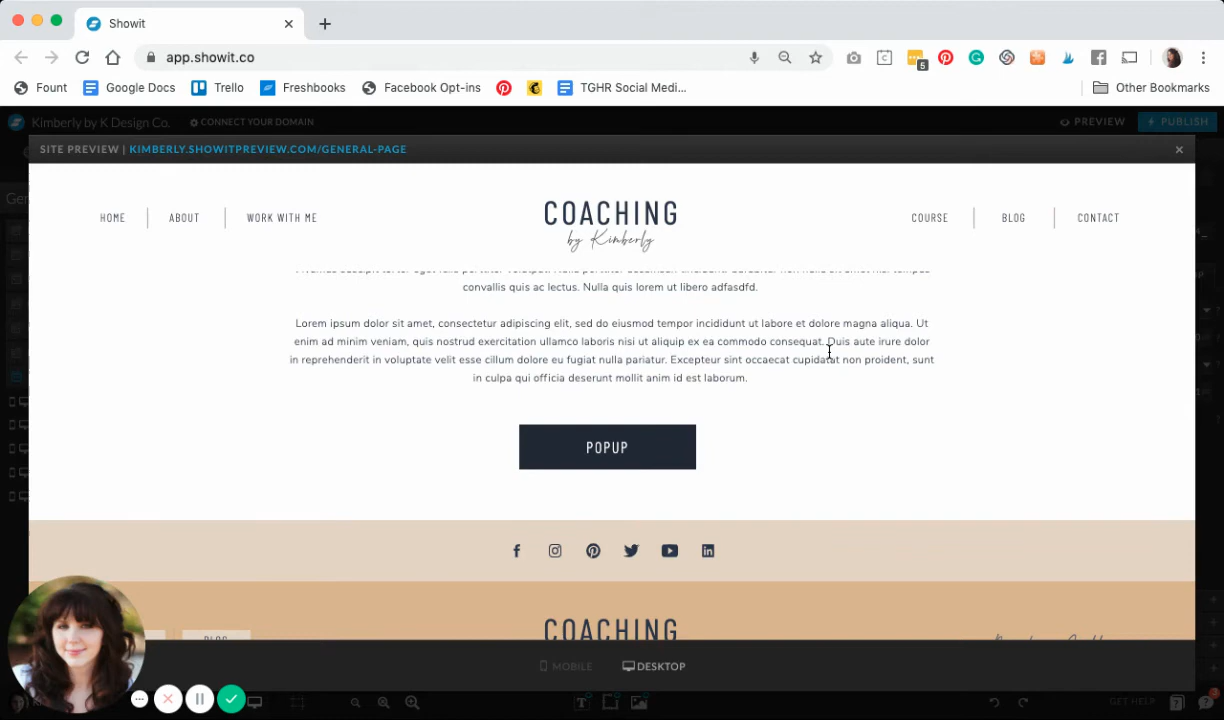 Showit
app.showit.co
5
Fount
Google Docs
Trello
Freshbooks
Facebook Opt-ins
TGHR Social Medi...
Other Bookmarks
Kimberly by K Design Co.
CONNECT YOUR DOMAIN
PREVIEW
PUBLISH
SITE PREVIEW | KIMBERLY.SHOWITPREVIEW.COM/GENERAL-PAGE
HOME
ABOUT
WORK WITH ME
COACHING
by Kimberly
COURSE
BLOG
CONTACT
convallis quis ac lectus. Nulla quis lorem ut libero adfasdfd.
Lorem ipsum dolor sit amet, consectetur adipiscing elit, sed do eiusmod tempor incididunt ut labore et dolore magna aliqua. Ut
enim ad minim veniam, quis nostrud exercitation ullamco laboris nisi ut aliquip ex ea commodo consequat. Duis aute irure dolor
in reprehenderit in voluptate velit esse cillum dolore eu fugiat nulla pariatur. Excepteur sint occaecat cupidatat non proident, sunt
in culpa qui officia deserunt mollit anim id est laborum.
POPUP
COACHING
BLOG
MOBILE
DESKTOP
GET HELP